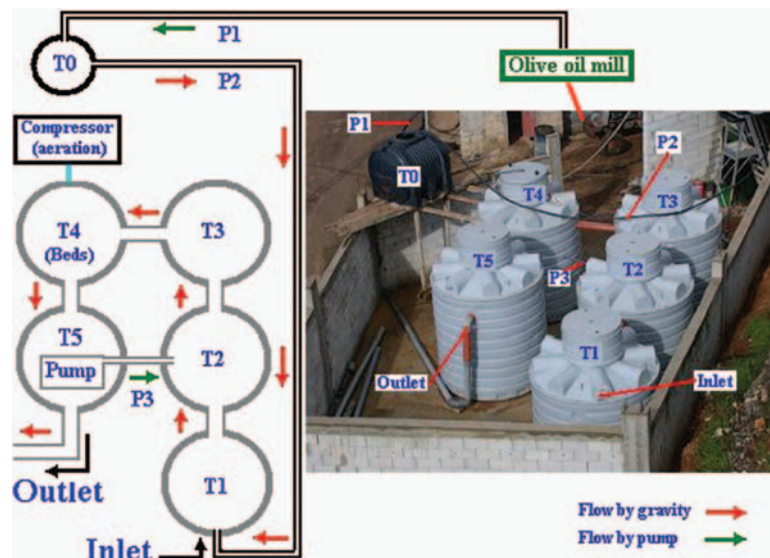 P1
T0
P2
Olive oil mill
Compressor
(aeration)
T4
(Beds)
T3
T5
Pump
T2
P3
T1
Outlet
Inlet
P1
T0
P2
T4
T3
T5
P3
T2
T1
Outlet
Inlet
Flow by gravity
Flow by pump